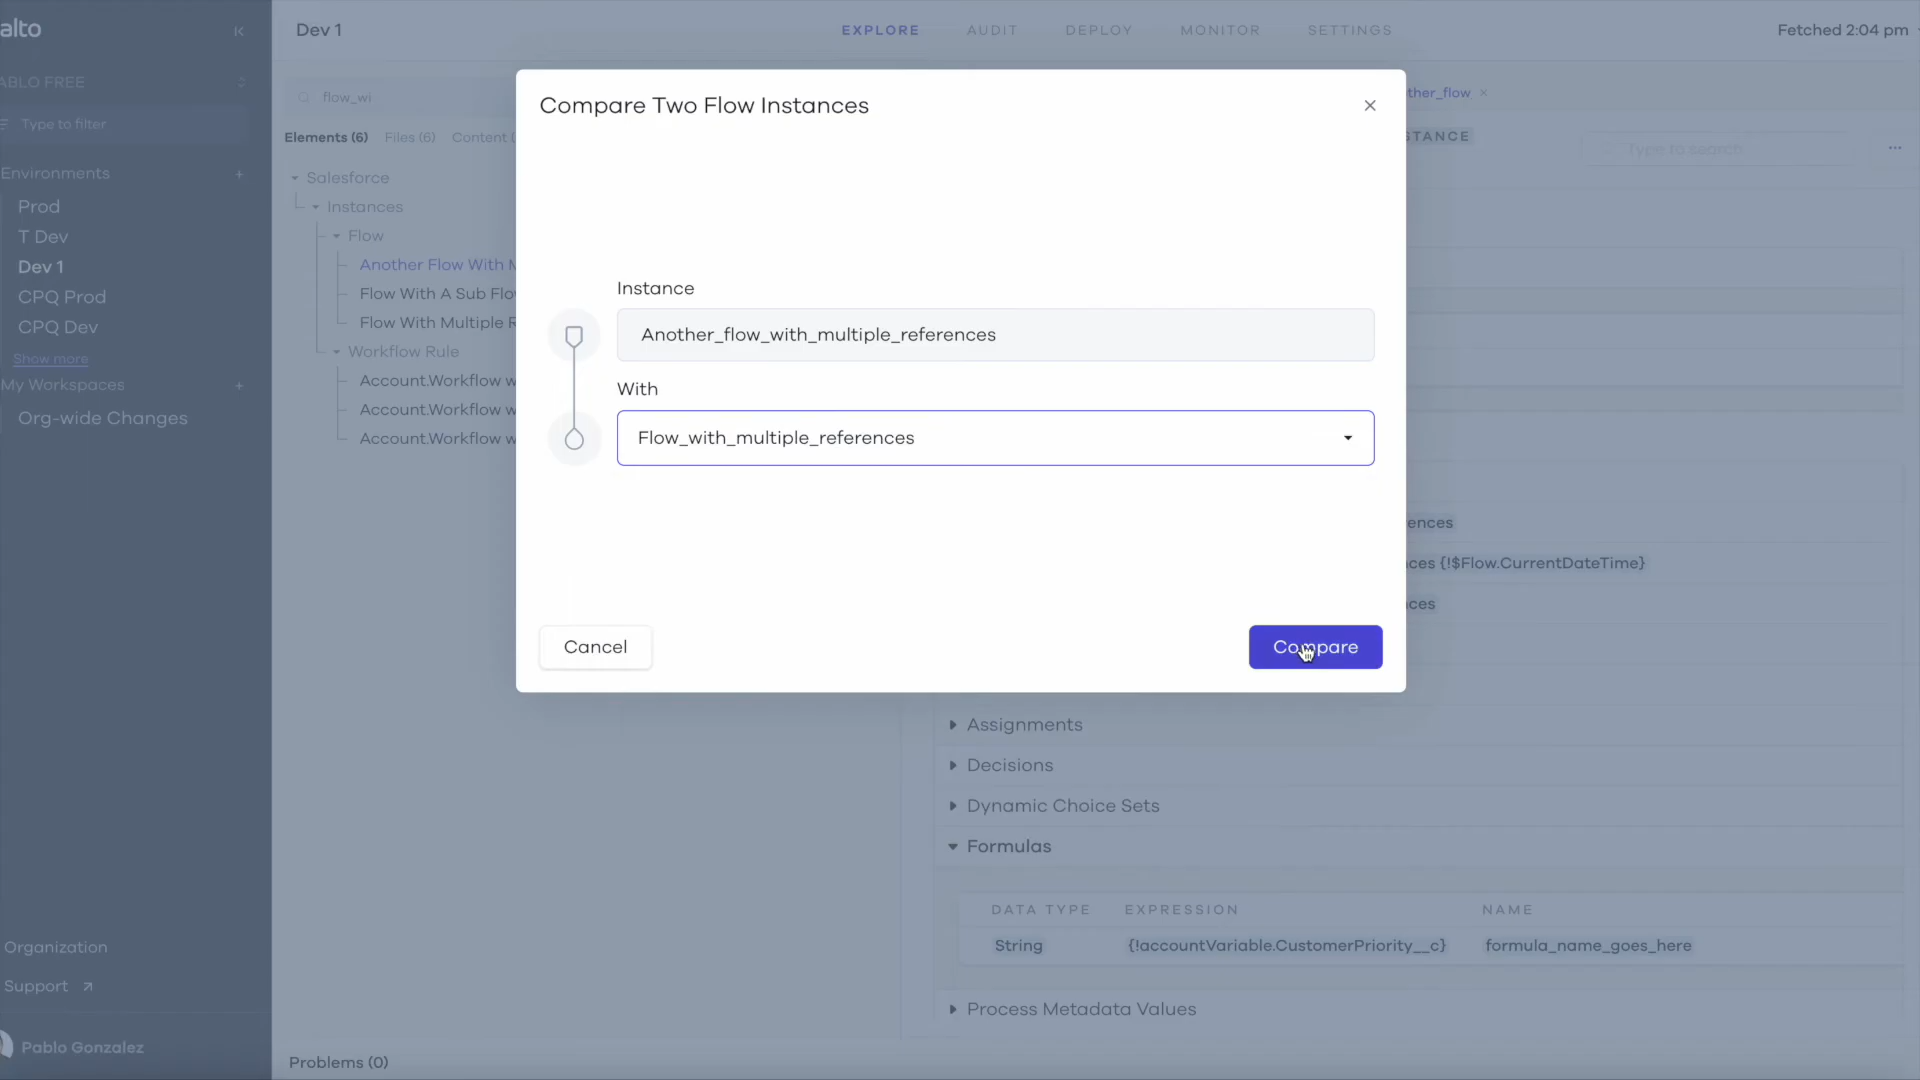 alto
ABLO FREE
Type to filter
Environments
Prod
T Dev
Dev 1
CPQ Prod
CPQ Dev
Show more
My Workspaces
Org-wide Changes
Organization
Support
Pablo Gonzalez
Dev 1
EXPLORE
AUDIT
DEPLOY
MONITOR
SETTINGS
Fetched 2:04 pm
flow_wi
Elements (6)
Files (6)
Content (
Salesforce
Instances
Flow
Another Flow With M
Flow With A Sub Flo
Flow With Multiple R
Workflow Rule
Account.Workflow w
Account.Workflow w
Account.Workflow w
Problems (0)
Compare Two Flow Instances
Instance
Another_flow_with_multiple_references
With
Flow_with_multiple_references
Cancel
Compare
ther_flow
STANCE
Type to search
ences
ces {!$Flow.CurrentDateTime}
ces
Assignments
Decisions
Dynamic Choice Sets
Formulas
DATA TYPE EXPRESSION NAME
String {!accountVariable.CustomerPriority__c} formula_name_goes_here
Process Metadata Values